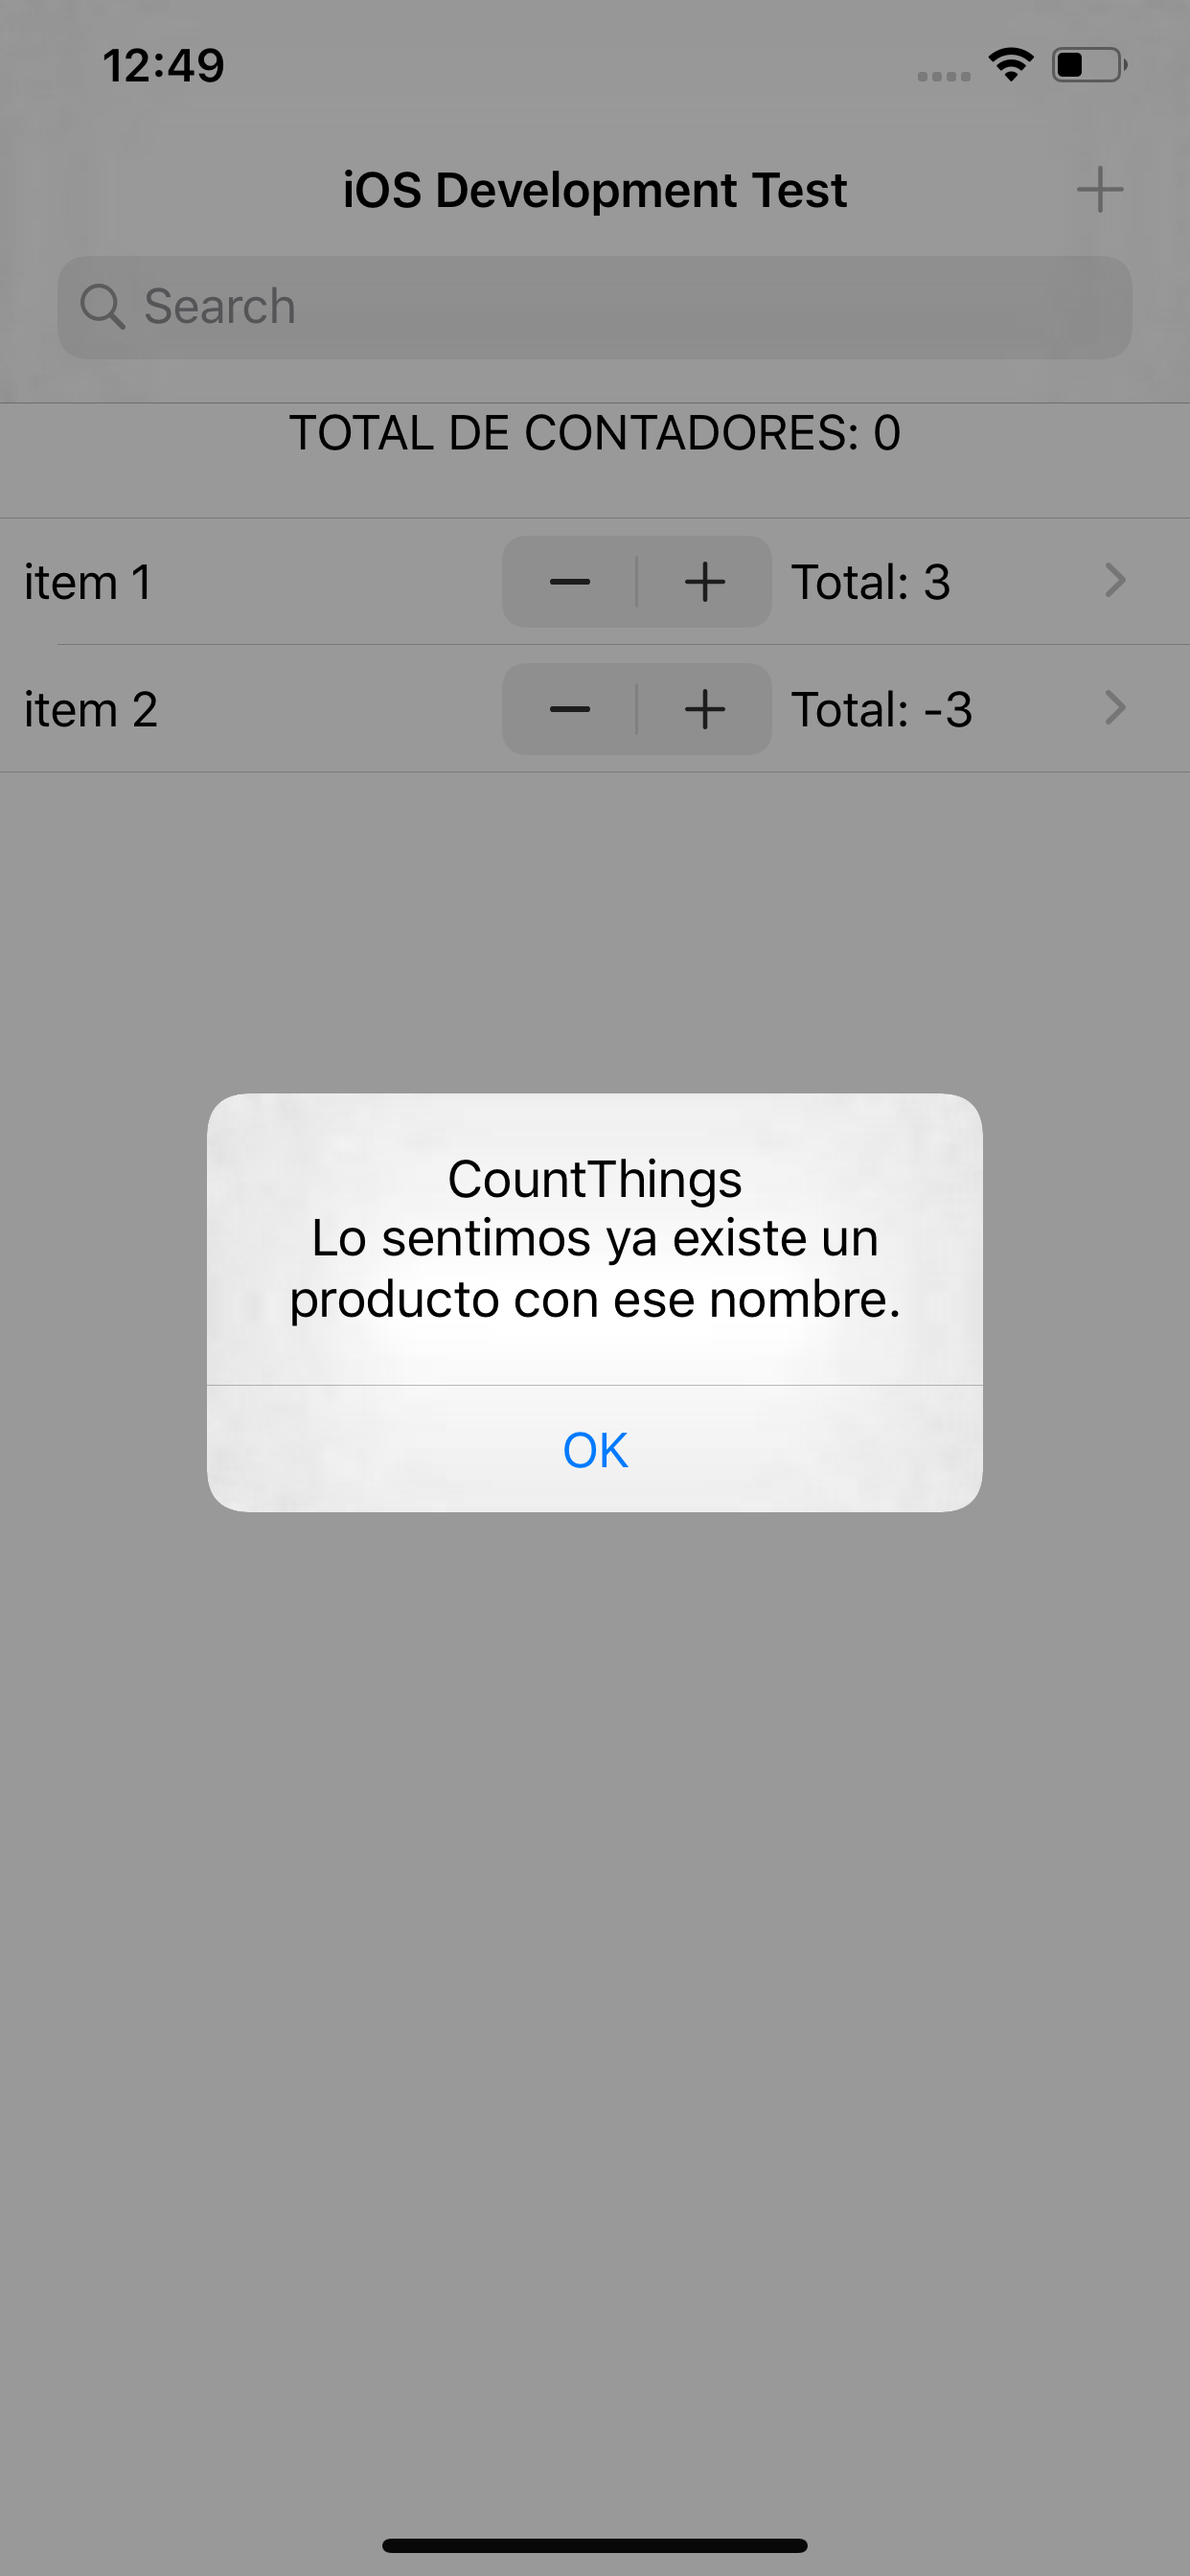 12:49
iOS Development Test
Search
TOTAL DE CONTADORES: 0
item 1 Total: 3
item 2 Total: -3
CountThings
Lo sentimos ya existe un
producto con ese nombre.
OK